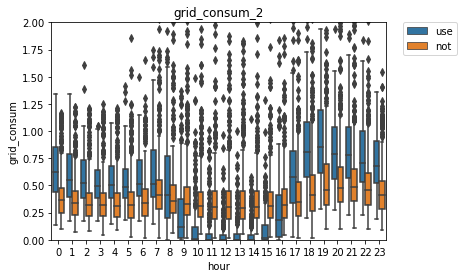 grid_consum_2
use
not
2.00
1.75
1.50
1.25
1.00
0.75
0.50
0.25
0.00
grid_consum
0 1 2 3 4 5 6 7 8 9 10 11 12 13 14 15 16 17 18 19 20 21 22 23
hour